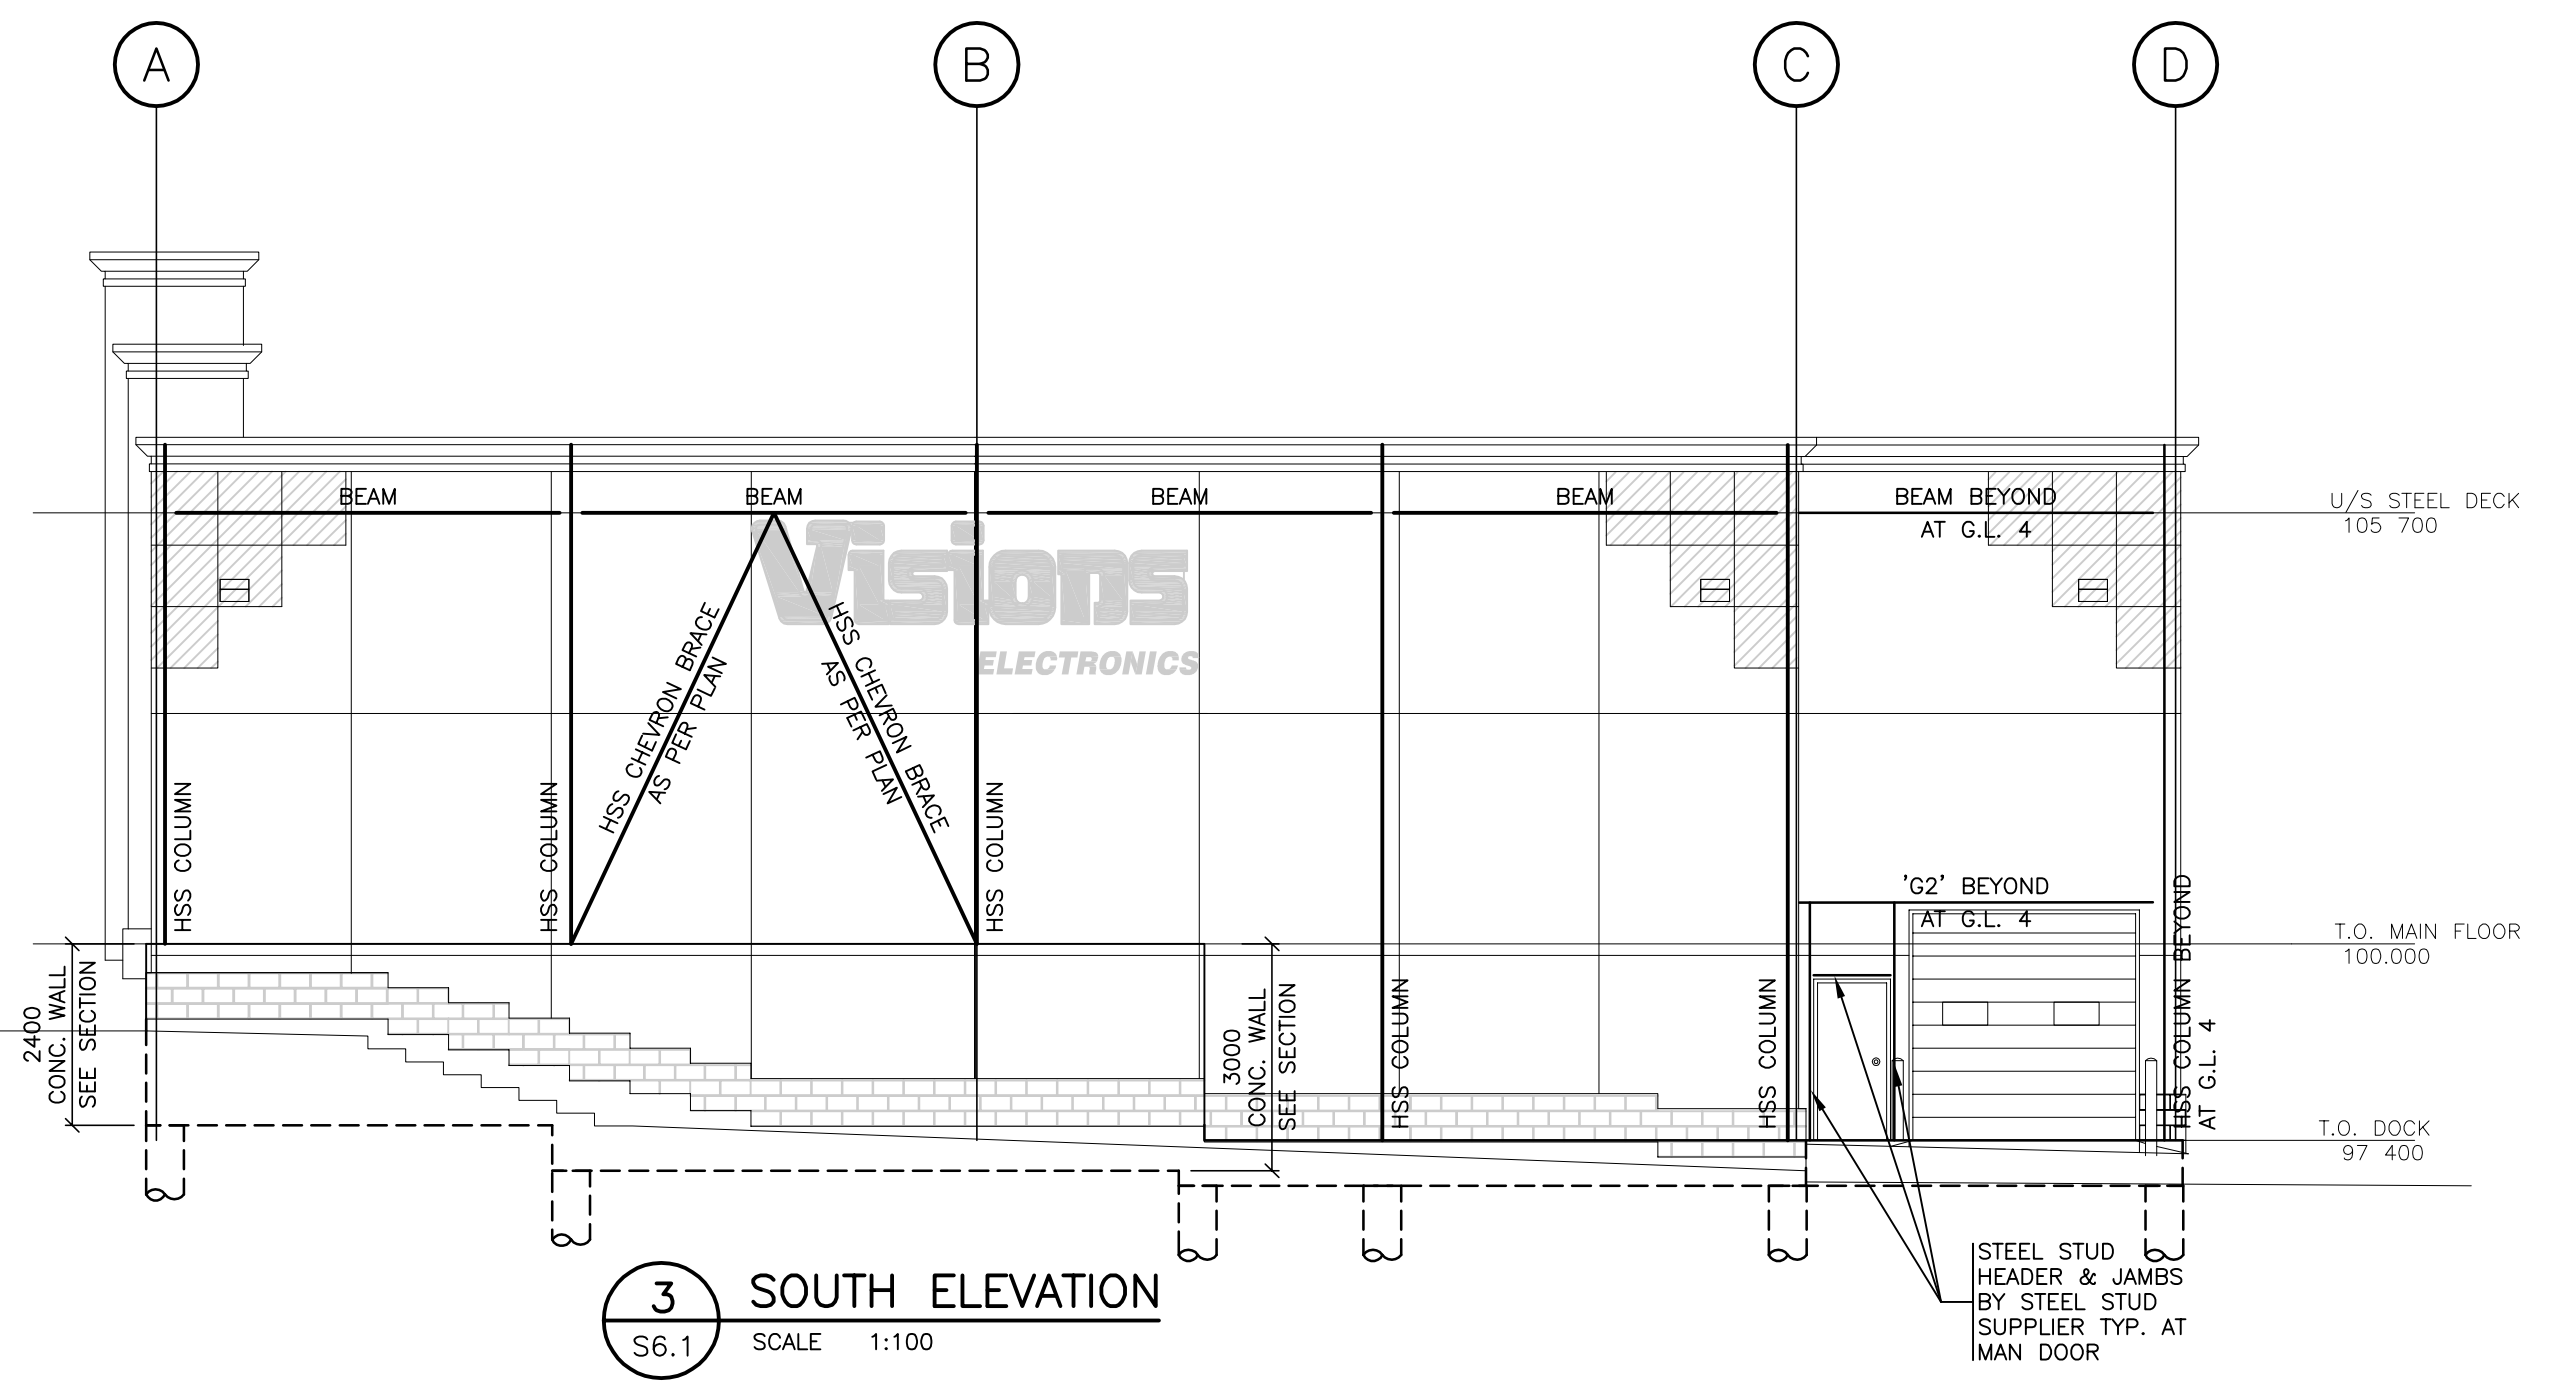 A
B
C
D
BEAM
BEAM
BEAM
BEAM
BEAM BEYOND
AT G.L. 4
U/S STEEL DECK
105 700
Visions
ELECTRONICS
HSS CHEVRON BRACE
AS PER PLAN
HSS CHEVRON BRACE
AS PER PLAN
HSS COLUMN
HSS COLUMN
HSS COLUMN
'G2' BEYOND
AT G.L. 4
T.O. MAIN FLOOR
100.000
2400
CONC. WALL
SEE SECTION
3000
CONC. WALL
SEE SECTION
HSS COLUMN
HSS COLUMN
HSS COLUMN BEYOND
AT G.L. 4
T.O. DOCK
97 400
STEEL STUD
HEADER & JAMBS
BY STEEL STUD
SUPPLIER TYP. AT
MAN DOOR
3
S6.1
SOUTH ELEVATION
SCALE 1:100